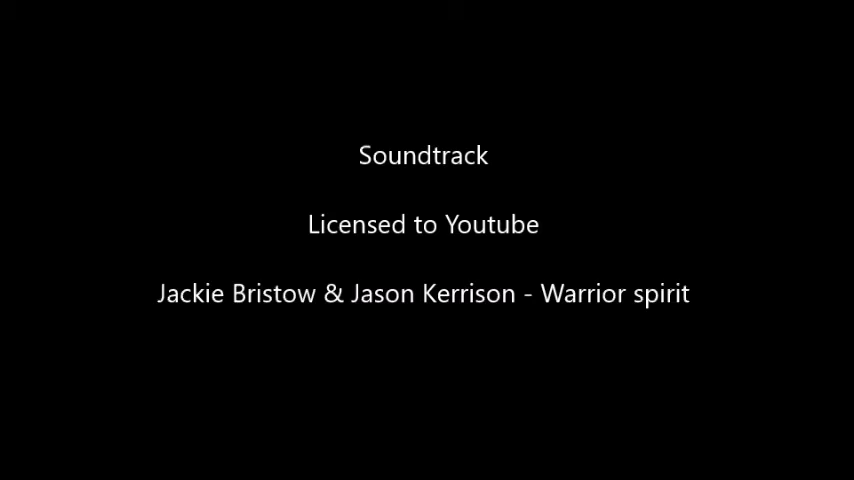 Soundtrack
Licensed to Youtube
Jackie Bristow & Jason Kerrison - Warrior spirit